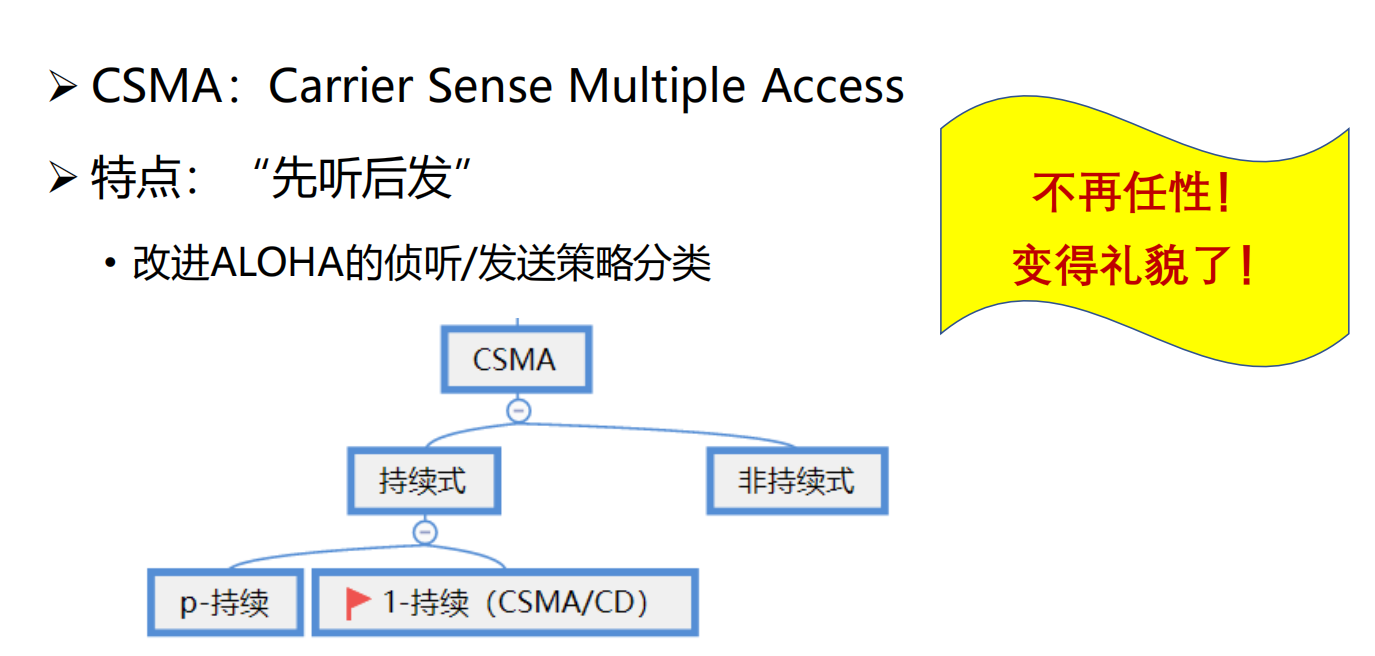 ➢ CSMA：Carrier Sense Multiple Access
➢ 特点：“先听后发”
• 改进ALOHA的侦听/发送策略分类
不再任性！
变得礼貌了！
CSMA
持续式
非持续式
p-持续
1-持续（CSMA/CD）